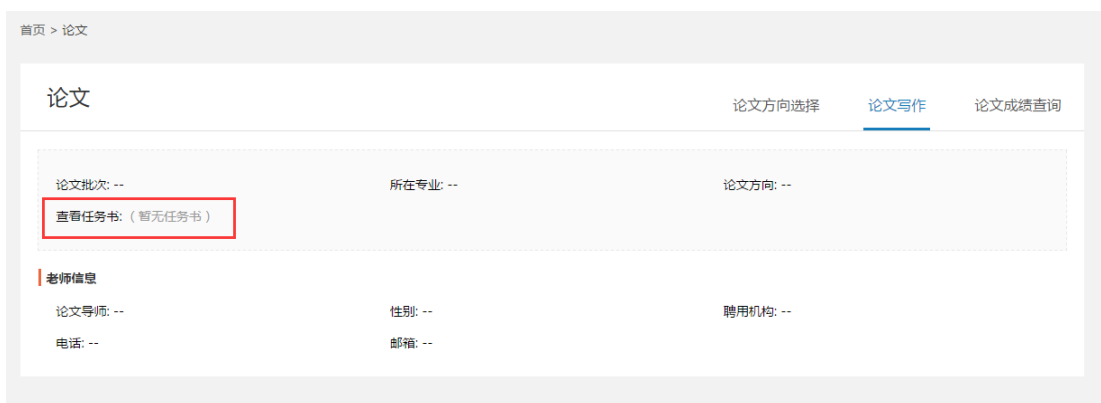 首页 > 论文
论文
论文方向选择 论文写作 论文成绩查询
论文批次: -- 所在专业: -- 论文方向: --
查看任务书: （暂无任务书）
老师信息
论文导师: -- 性别: -- 聘用机构: --
电话: -- 邮箱: --